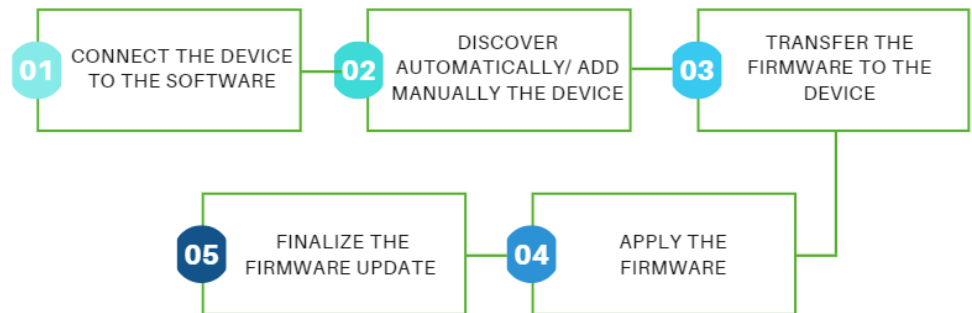 01
CONNECT THE DEVICE
TO THE SOFTWARE
02
DISCOVER
AUTOMATICALLY/ ADD
MANUALLY THE DEVICE
03
TRANSFER THE
FIRMWARE TO THE
DEVICE
04
APPLY THE
FIRMWARE
05
FINALIZE THE
FIRMWARE UPDATE